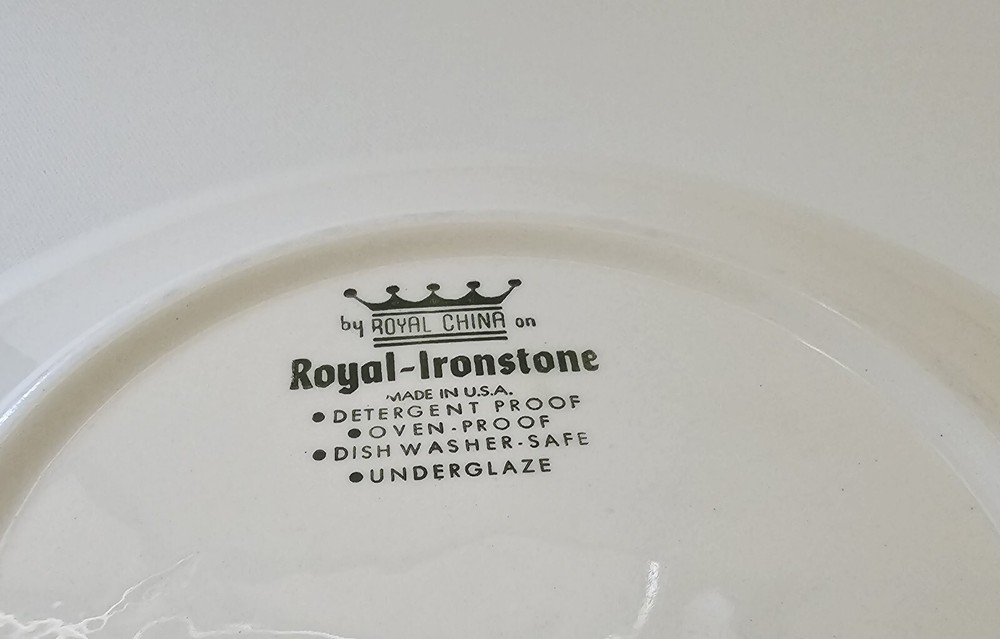 by ROYAL CHINA on
Royal-Ironstone
MADE IN U.S.A.
•DETERGENT PROOF
•OVEN-PROOF
•DISH WASHER-SAFE
•UNDERGLAZE